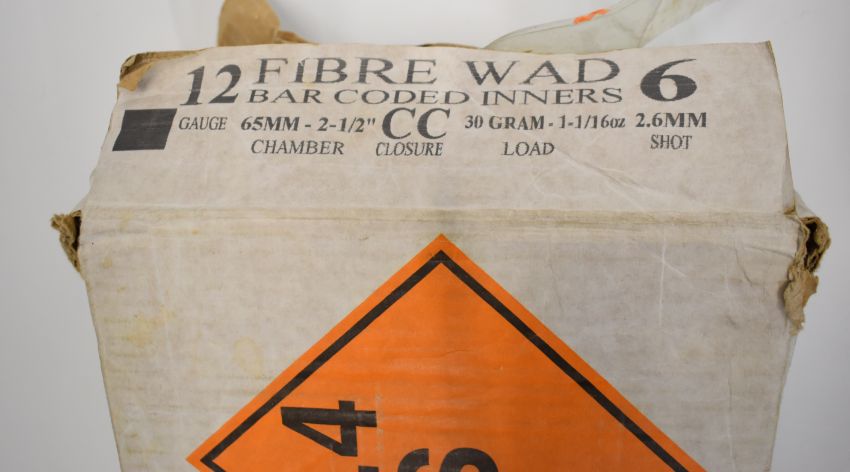 12 FIBRE WAD 6
BAR CODED INNERS
GAUGE 65MM - 2-1/2" CC 30 GRAM - 1-1/16oz 2.6MM
CHAMBER CLOSURE LOAD SHOT
4